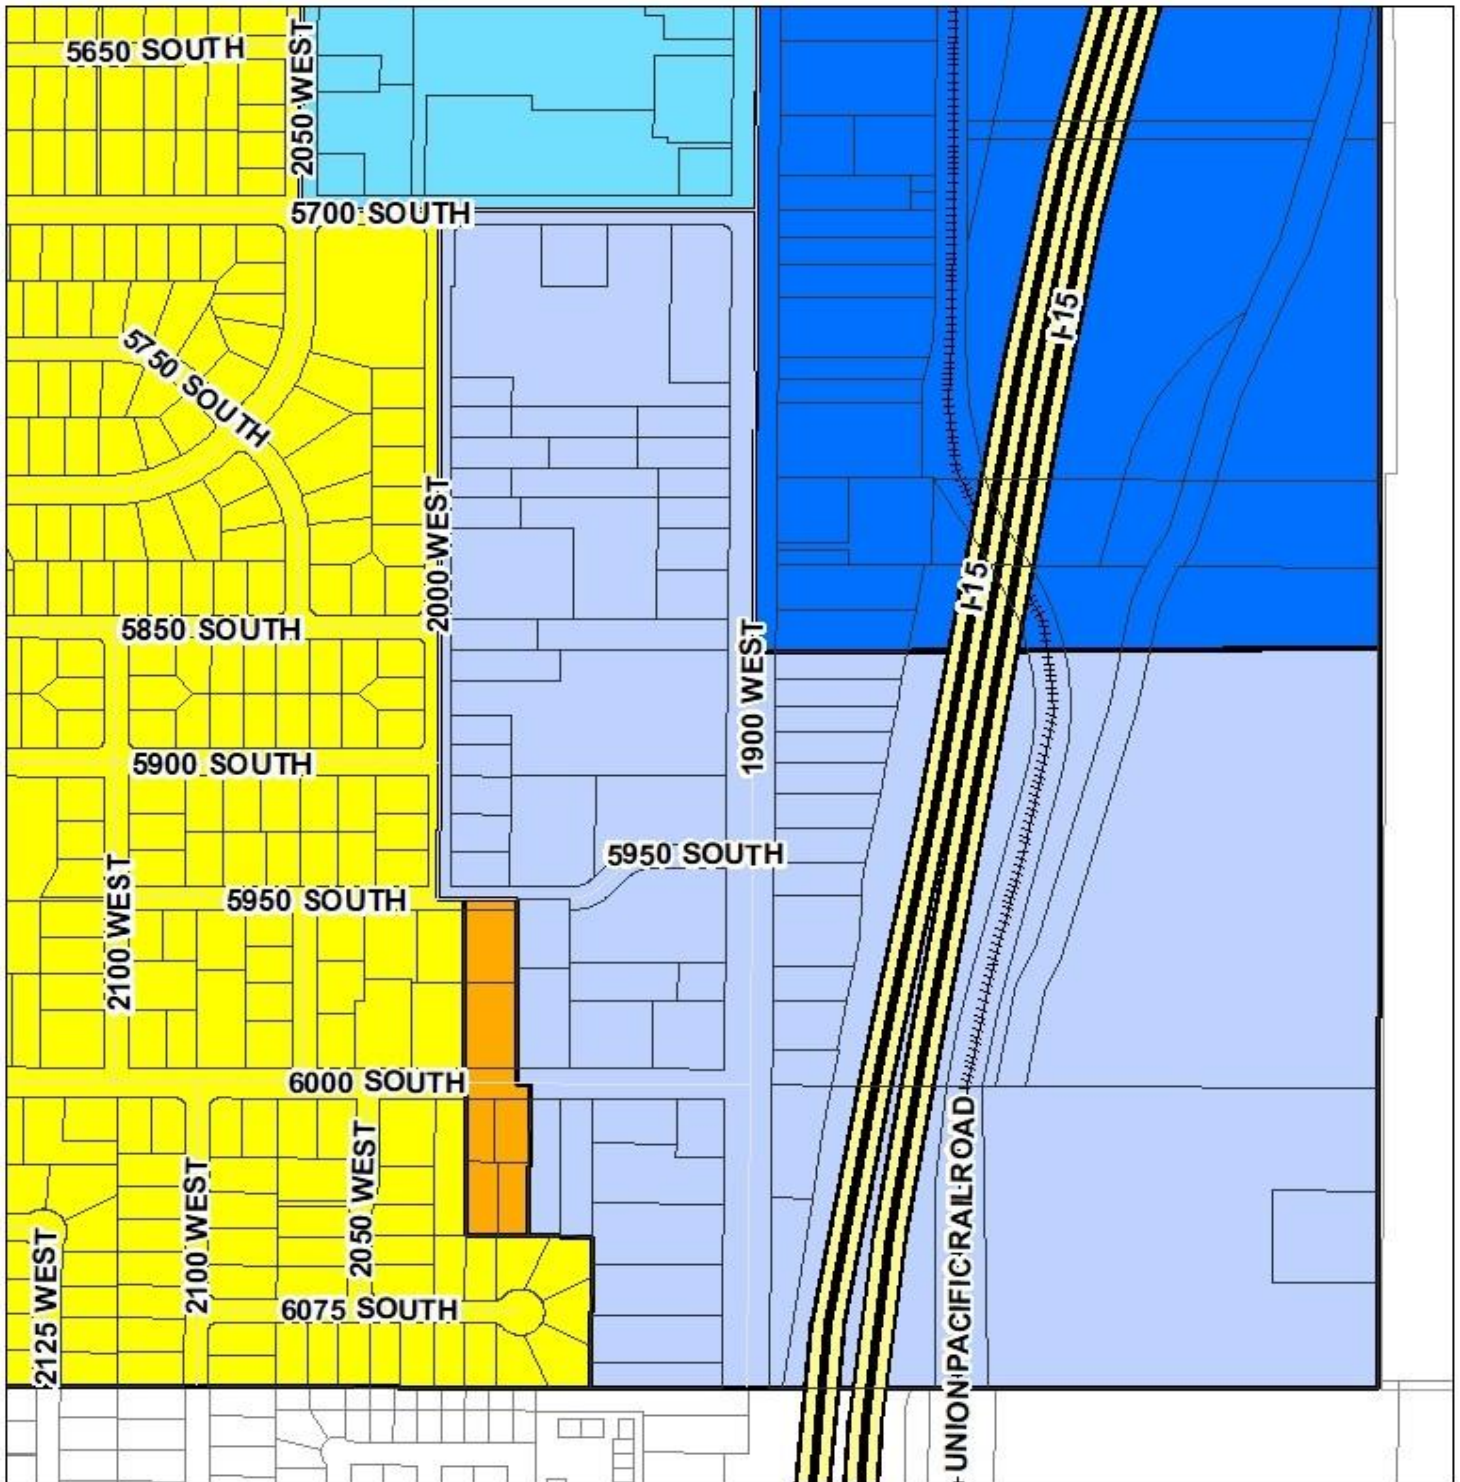 5650 SOUTH
2050 WEST
5700 SOUTH
I-15
5750 SOUTH
2000 WEST
I-15
5850 SOUTH
1900 WEST
5900 SOUTH
5950 SOUTH
2100 WEST
5950 SOUTH
6000 SOUTH
2050 WEST
2100 WEST
2125 WEST
6075 SOUTH
UNION PACIFIC RAILROAD